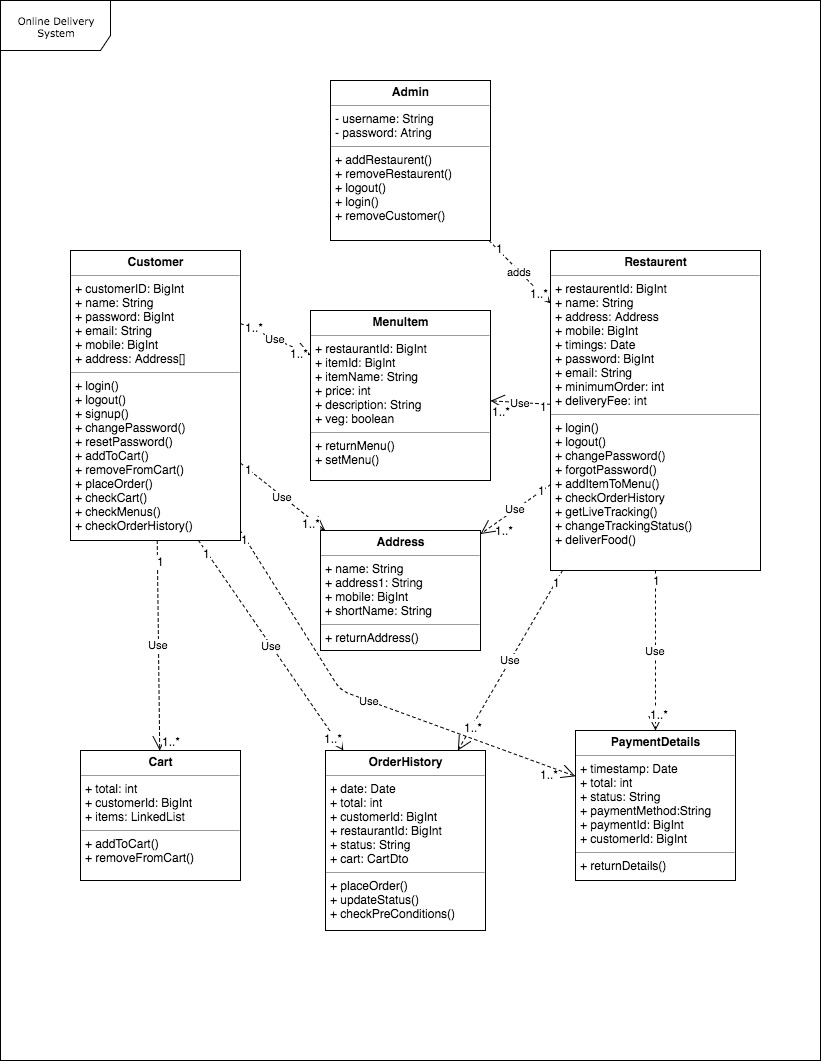 Online Delivery
System
Admin
- username: String
- password: Atring
+ addRestaurent()
+ removeRestaurent()
+ logout()
+ login()
+ removeCustomer()
1
adds
1..*
Customer
+ customerID: BigInt
+ name: String
+ password: BigInt
+ email: String
+ mobile: BigInt
+ address: Address[]
+ login()
+ logout()
+ signup()
+ changePassword()
+ resetPassword()
+ addToCart()
+ removeFromCart()
+ placeOrder()
+ checkCart()
+ checkMenus()
+ checkOrderHistory()
1..*
Use
1..*
MenuItem
+ restaurantId: BigInt
+ itemId: BigInt
+ itemName: String
+ price: int
+ description: String
+ veg: boolean
+ returnMenu()
+ setMenu()
Use
1
1..*
Restaurent
+ restaurentId: BigInt
+ name: String
+ address: Address
+ mobile: BigInt
+ timings: Date
+ password: BigInt
+ email: String
+ minimumOrder: int
+ deliveryFee: int
+ login()
+ logout()
+ changePassword()
+ forgotPassword()
+ addItemToMenu()
+ checkOrderHistory
+ getLiveTracking()
+ changeTrackingStatus()
+ deliverFood()
1
Use
1..*
1
Use
1..*
Address
+ name: String
+ address1: String
+ mobile: BigInt
+ shortName: String
+ returnAddress()
1
Use
1..*
1
Use
1..*
1
Use
1..*
1
Use
1..*
1
Use
1..*
Cart
+ total: int
+ customerId: BigInt
+ items: LinkedList
+ addToCart()
+ removeFromCart()
OrderHistory
+ date: Date
+ total: int
+ customerId: BigInt
+ restaurantId: BigInt
+ status: String
+ cart: CartDto
+ placeOrder()
+ updateStatus()
+ checkPreConditions()
PaymentDetails
+ timestamp: Date
+ total: int
+ status: String
+ paymentMethod:String
+ paymentId: BigInt
+ customerId: BigInt
+ returnDetails()